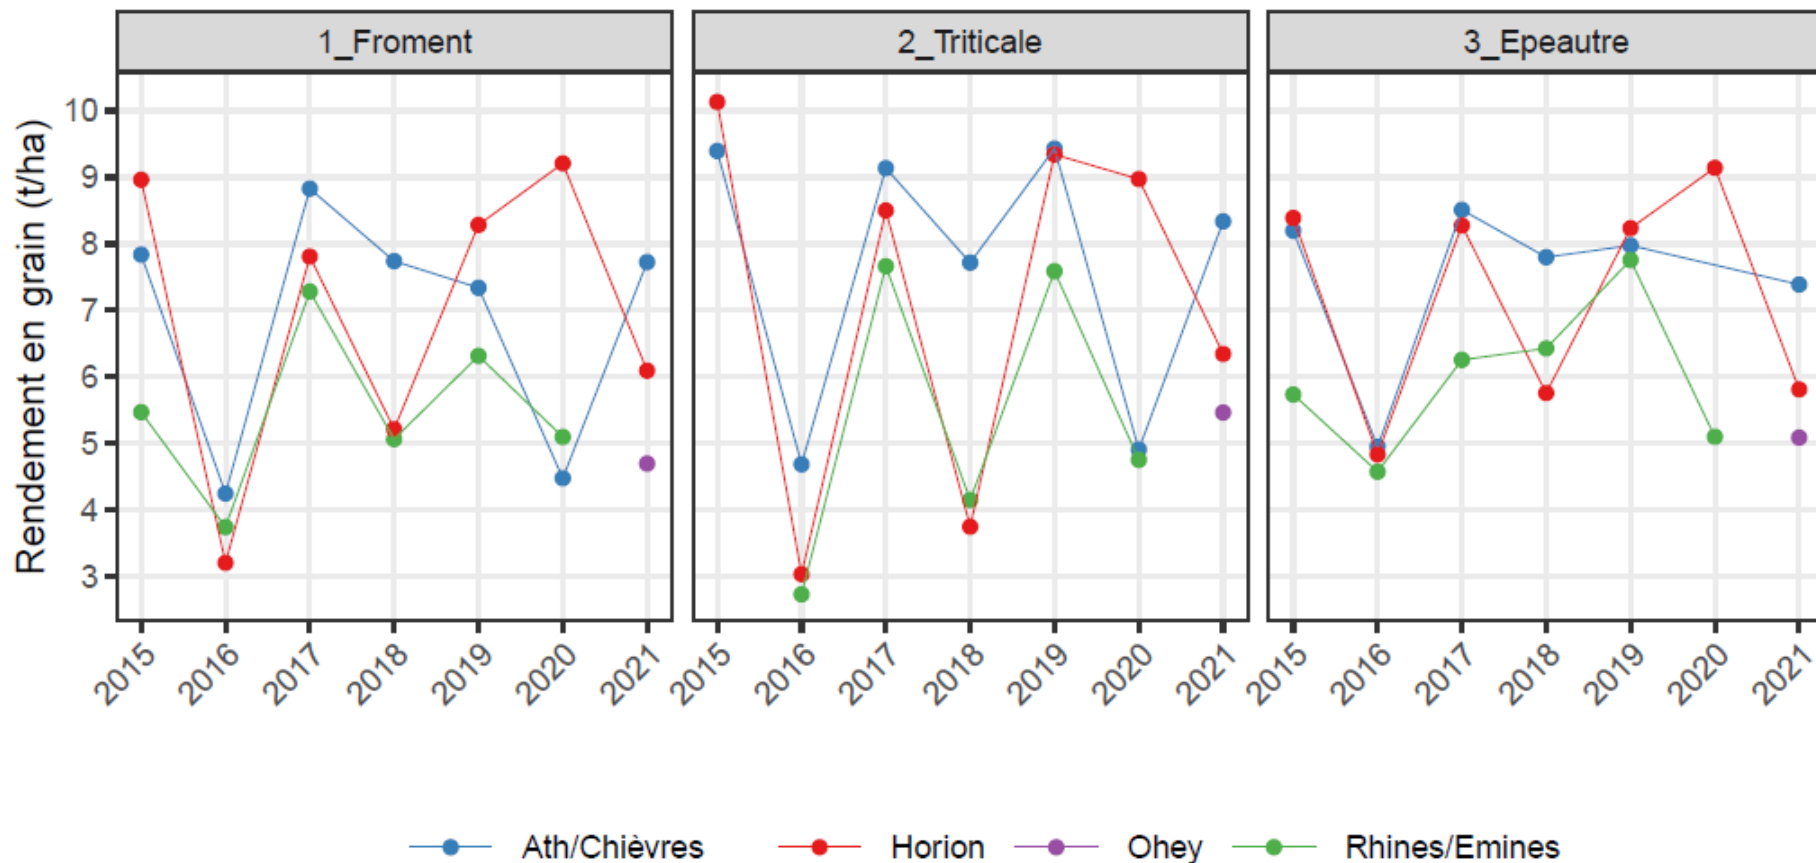 1_Froment 2_Triticale 3_Epeautre
Rendement en grain (t/ha)
10
9
8
7
6
5
4
3
2015 2016 2017 2018 2019 2020 2021 2015 2016 2017 2018 2019 2020 2021 2015 2016 2017 2018 2019 2020 2021
Ath/Chièvres Horion Ohey Rhines/Emines